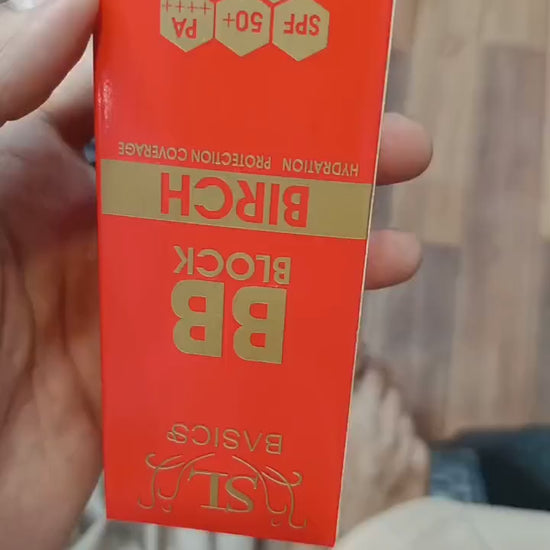 SL
BASICS
BB
BLOCK
BIRCH
HYDRATION PROTECTION COVERAGE
SPF 50+ PA++++